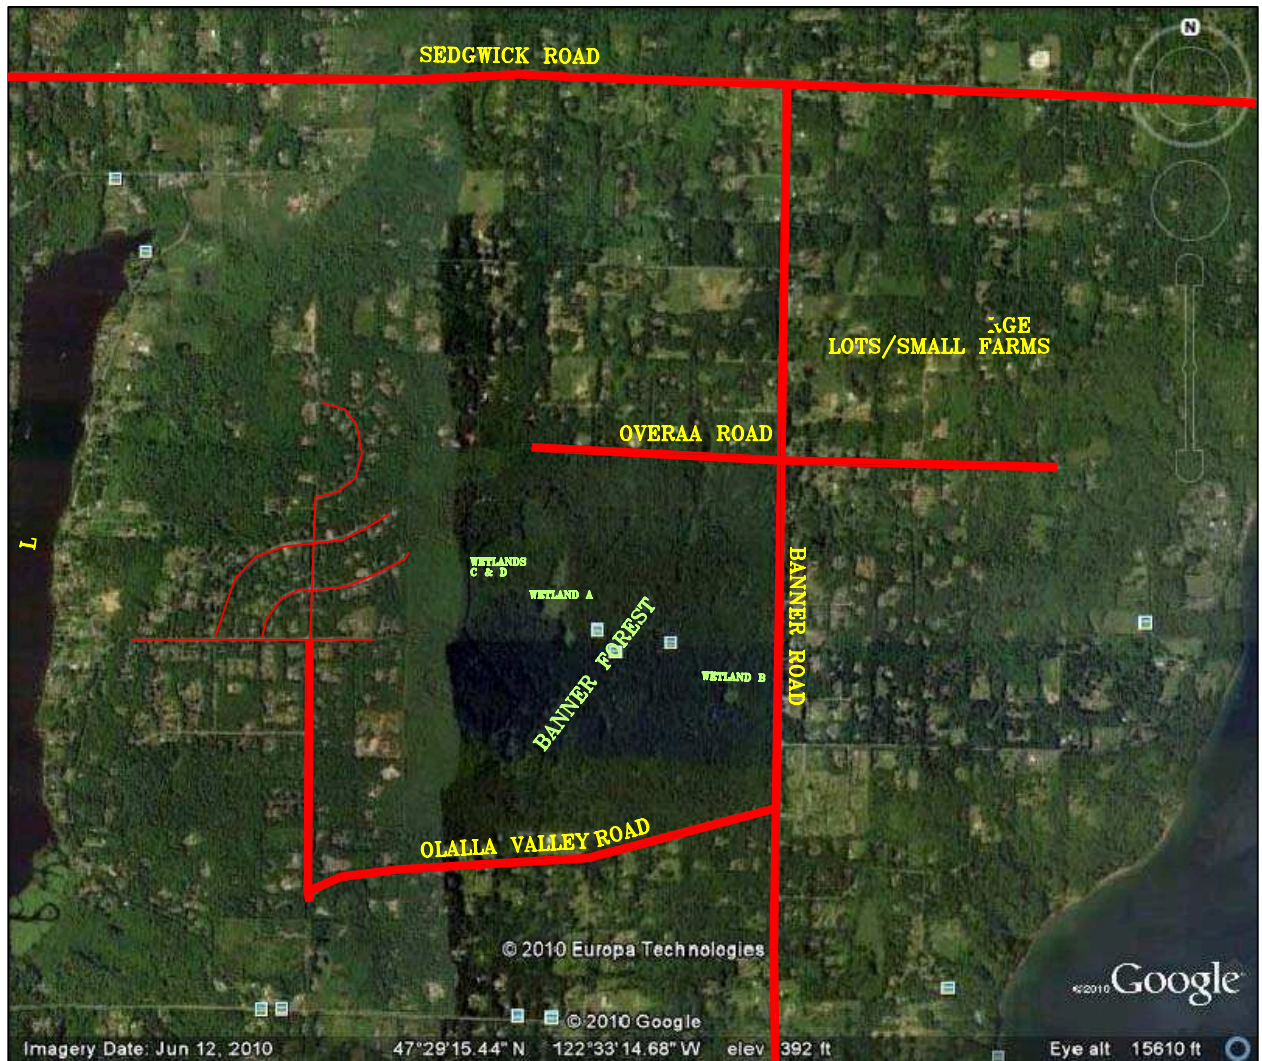 N
SEDGWICK ROAD
LOTS/SMALL FARMS
OVERAA ROAD
L
BANNER ROAD
WETLANDS
C & D
WETLAND A
BANNER FOREST
WETLAND B
OLALLA VALLEY ROAD
© 2010 Europa Technologies
©2010 Google
© 2010 Google
Imagery Date: Jun 12, 2010 47°29'15.44" N 122°33'14.68" W elev 392 ft Eye alt 15610 ft